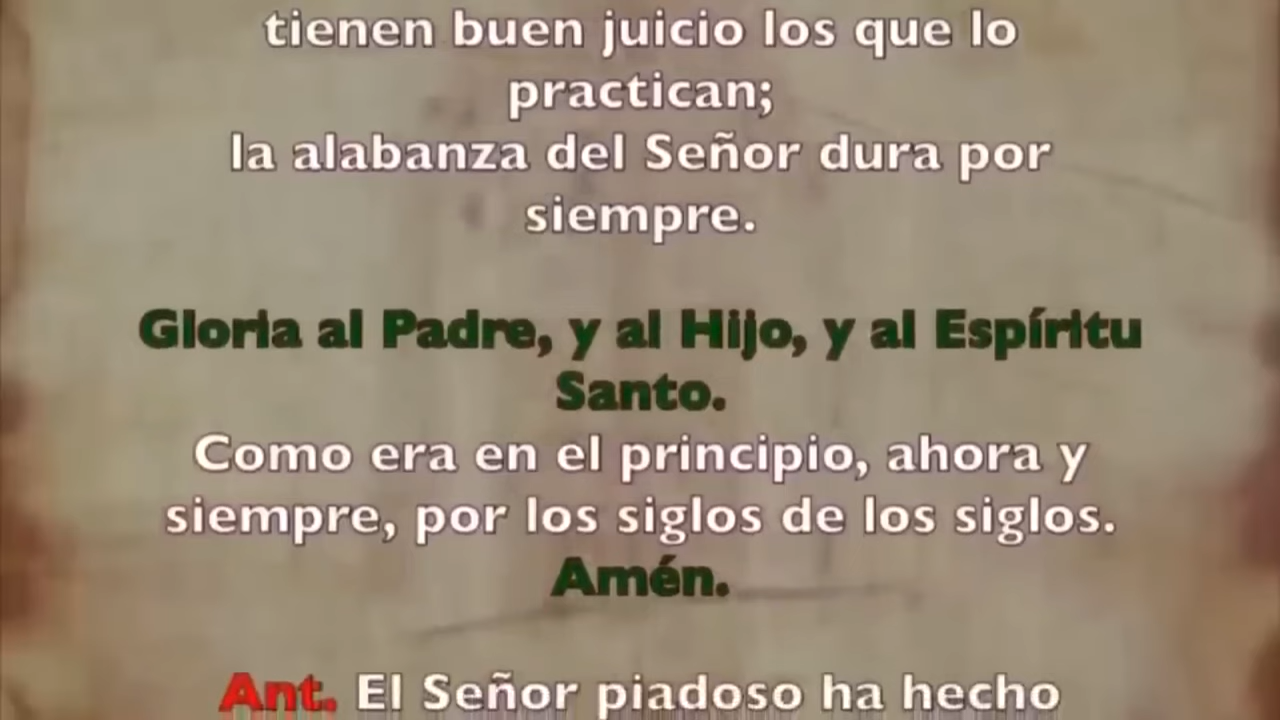 tienen buen juicio los que lo
practican;
la alabanza del Señor dura por
siempre.
Gloria al Padre, y al Hijo, y al Espíritu
Santo.
Como era en el principio, ahora y
siempre, por los siglos de los siglos.
Amén.
Ant. El Señor piadoso ha hecho